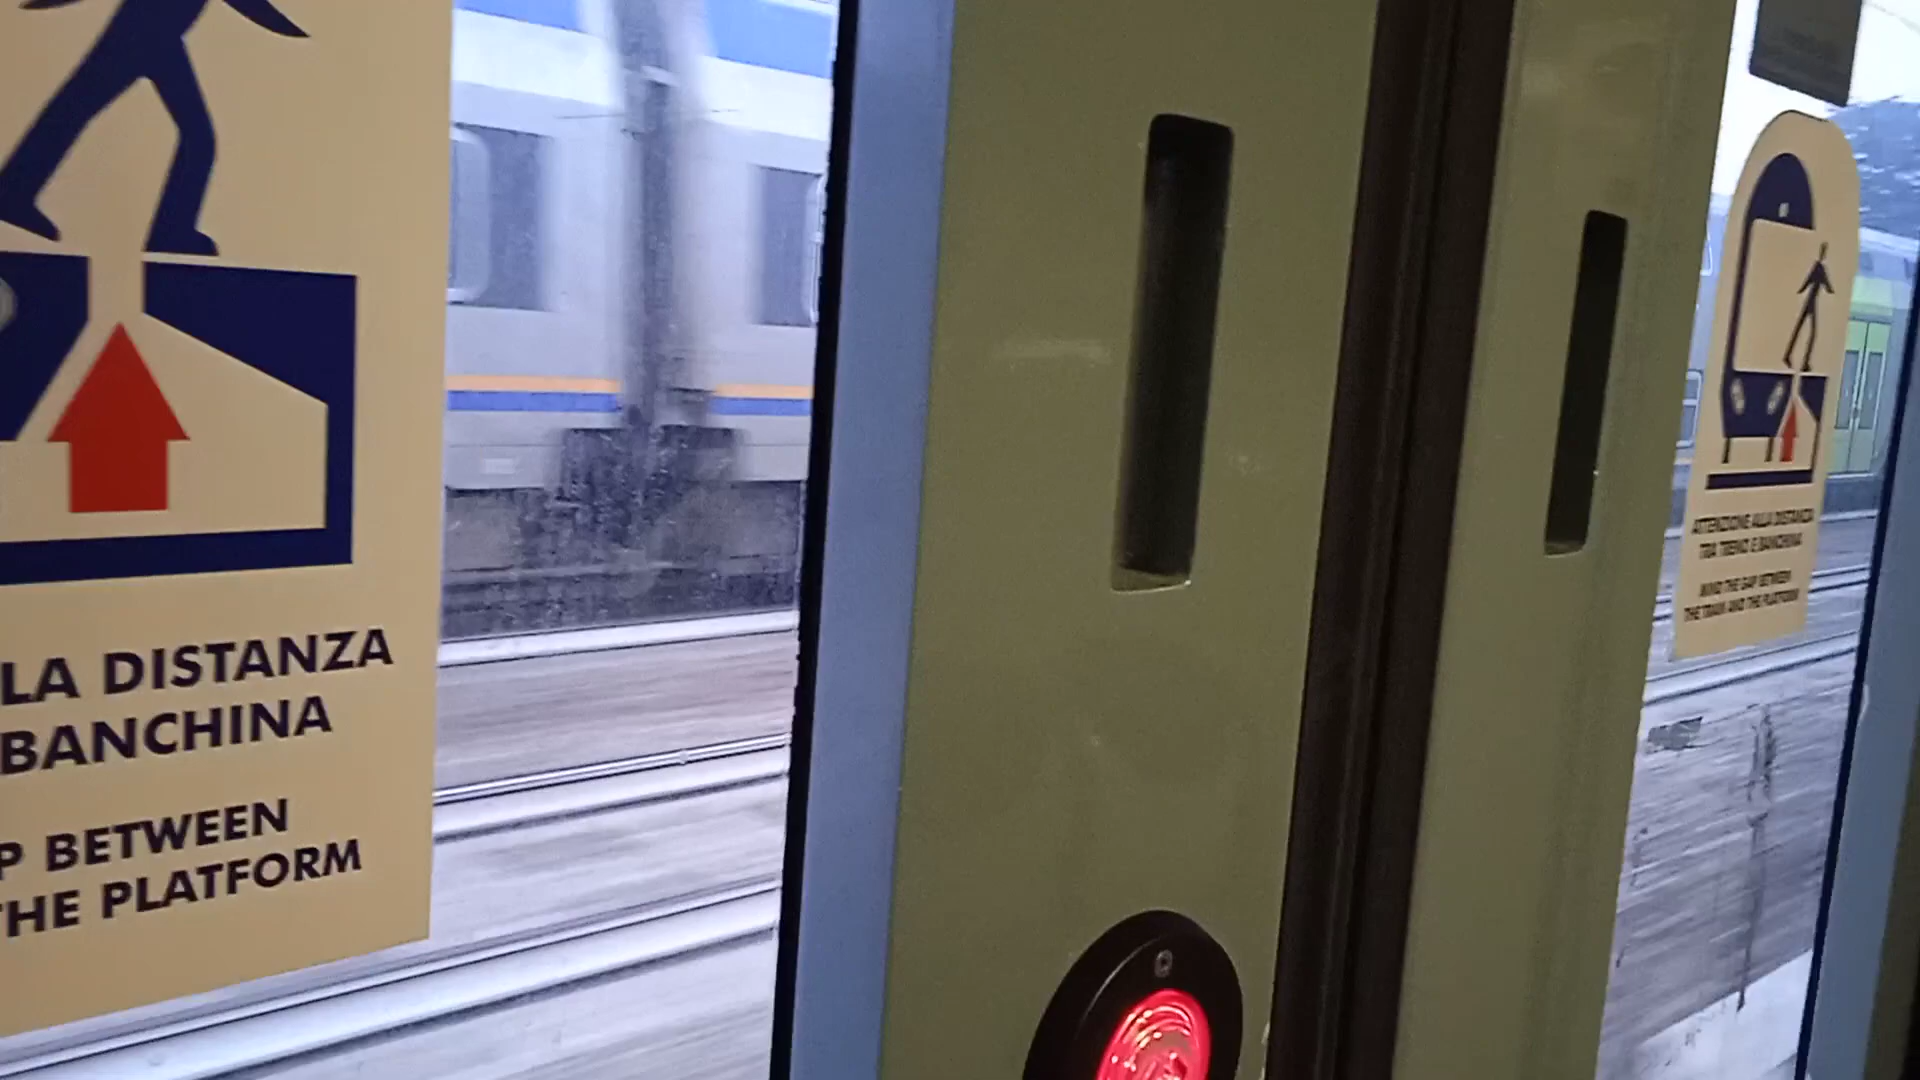 LA DISTANZA
BANCHINA
P BETWEEN
THE PLATFORM
ATTENZIONE ALLA DISTANZA
TRA TRENO E BANCHINA
MIND THE GAP BETWEEN
THE TRAIN AND THE PLATFORM